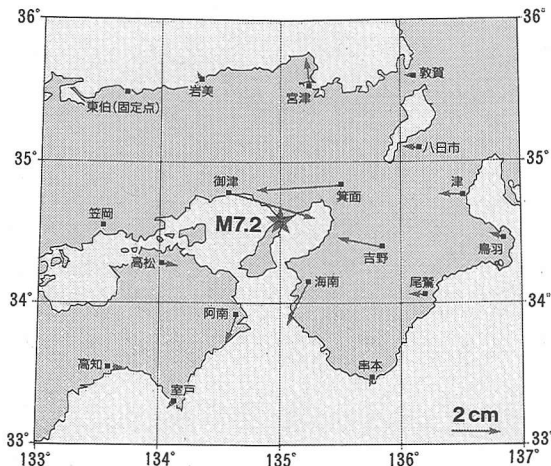 36°
36°
岩美
宮津
敦賀
東伯(固定点)
35°
35°
八日市
御津
箕面
津
笠岡
M7.2
吉野
鳥羽
高松
海南
尾鷲
34°
34°
阿南
高知
室戸
串本
2cm
33°
33°
133
134
135
136
137